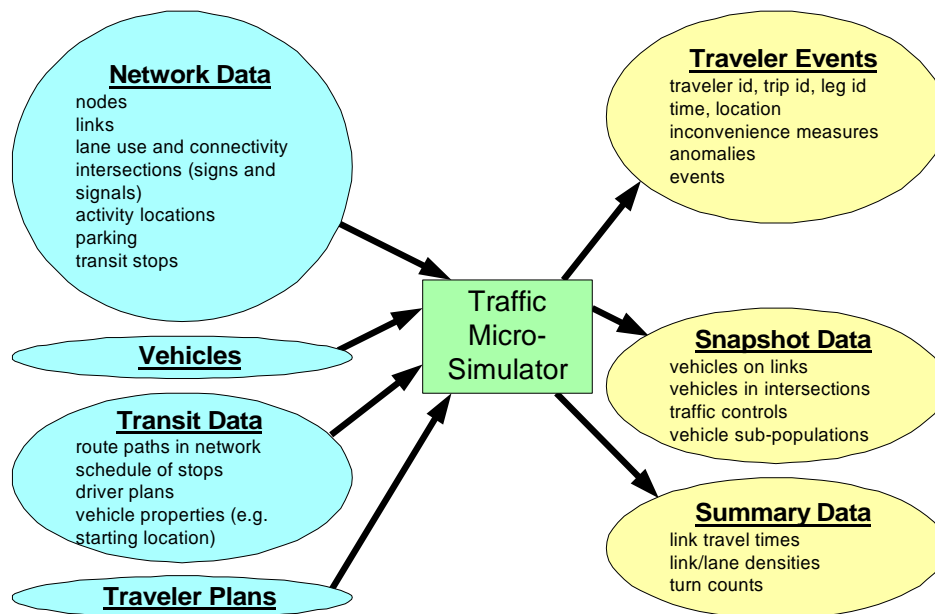 Network Data
nodes
links
lane use and connectivity
intersections (signs and
signals)
activity locations
parking
transit stops
Vehicles
Transit Data
route paths in network
schedule of stops
driver plans
vehicle properties (e.g.
starting location)
Traveler Plans
Traffic
Micro-
Simulator
Traveler Events
traveler id, trip id, leg id
time, location
inconvenience measures
anomalies
events
Snapshot Data
vehicles on links
vehicles in intersections
traffic controls
vehicle sub-populations
Summary Data
link travel times
link/lane densities
turn counts